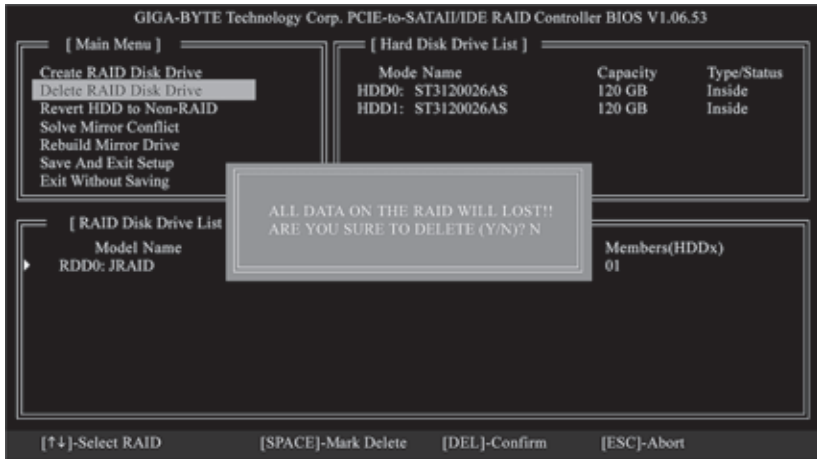 GIGA-BYTE Technology Corp. PCIE-to-SATAII/IDE RAID Controller BIOS V1.06.53
[ Main Menu ]
Create RAID Disk Drive
Delete RAID Disk Drive
Revert HDD to Non-RAID
Solve Mirror Conflict
Rebuild Mirror Drive
Save And Exit Setup
Exit Without Saving
[ Hard Disk Drive List ]
Mode Name Capacity Type/Status
HDD0: ST3120026AS 120 GB Inside
HDD1: ST3120026AS 120 GB Inside
ALL DATA ON THE RAID WILL LOST!!
ARE YOU SURE TO DELETE (Y/N)? N
[ RAID Disk Drive List
Model Name Members(HDDx)
RDD0: JRAID 01
[↑↓]-Select RAID [SPACE]-Mark Delete [DEL]-Confirm [ESC]-Abort